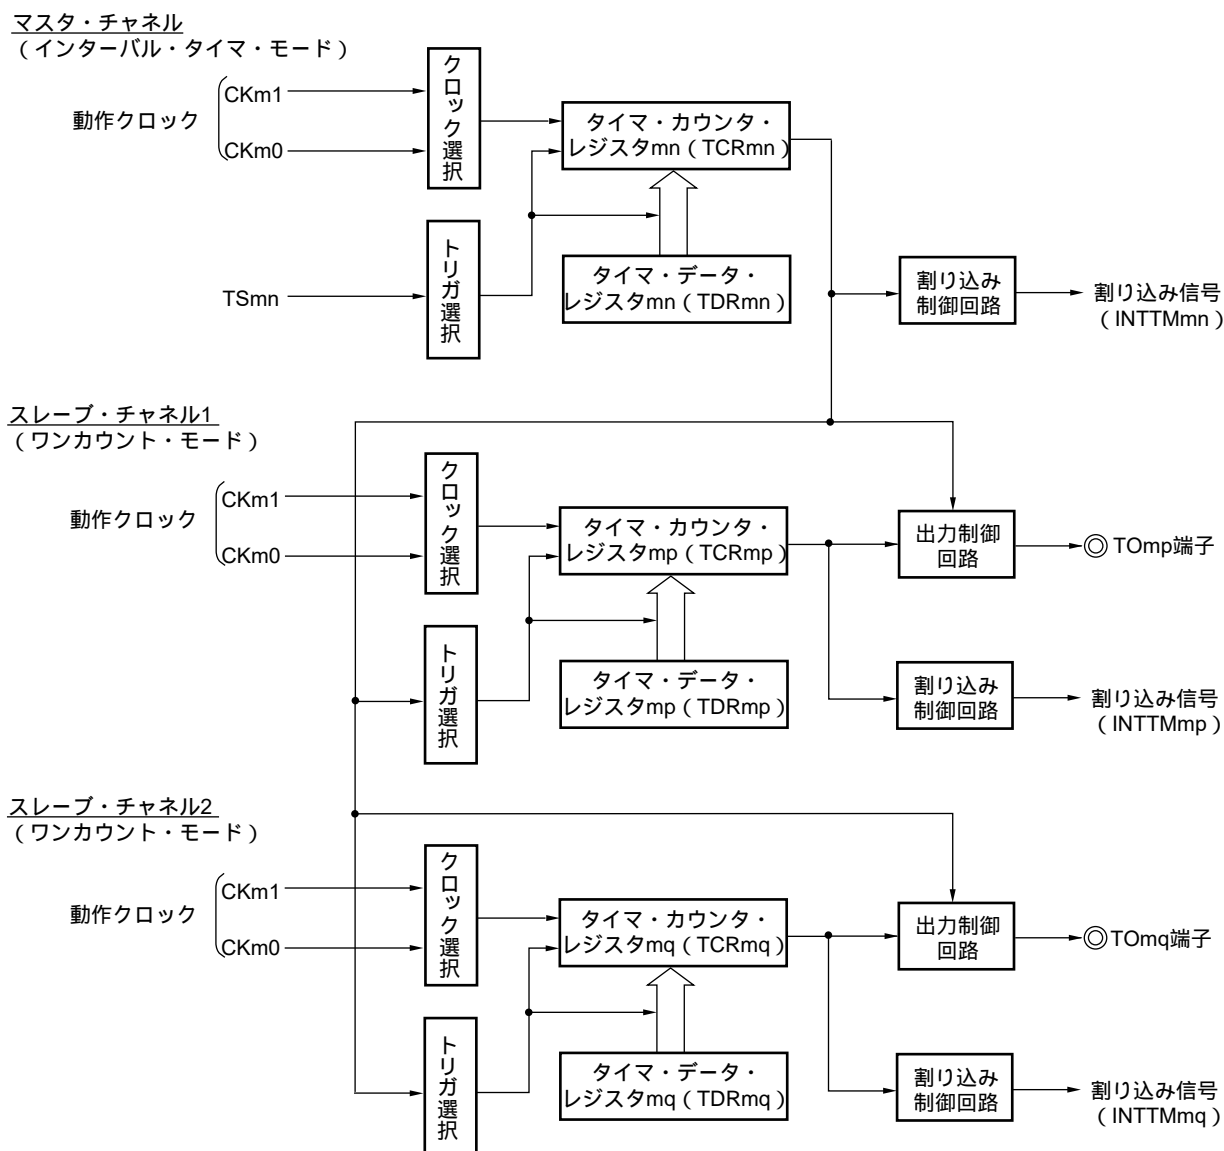 マスタ・チャネル
（インターバル・タイマ・モード）
動作クロック
CKm1
CKm0
クロック選択
タイマ・カウンタ・
レジスタmn（TCRmn）
TSmn
トリガ選択
タイマ・データ・
レジスタmn（TDRmn）
割り込み
制御回路
割り込み信号
（INTTMmn）
スレーブ・チャネル1
（ワンカウント・モード）
動作クロック
CKm1
CKm0
クロック選択
タイマ・カウンタ・
レジスタmp（TCRmp）
出力制御
回路
TOmp端子
トリガ選択
タイマ・データ・
レジスタmp（TDRmp）
割り込み
制御回路
割り込み信号
（INTTMmp）
スレーブ・チャネル2
（ワンカウント・モード）
動作クロック
CKm1
CKm0
クロック選択
タイマ・カウンタ・
レジスタmq（TCRmq）
出力制御
回路
TOmq端子
トリガ選択
タイマ・データ・
レジスタmq（TDRmq）
割り込み
制御回路
割り込み信号
（INTTMmq）